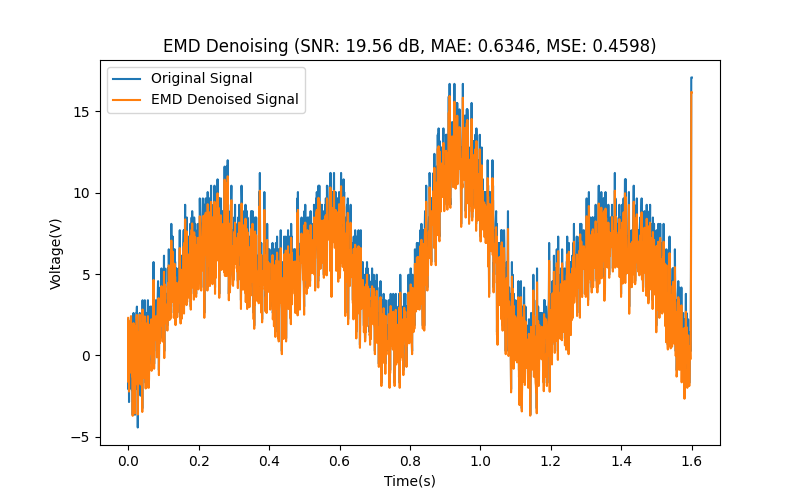 EMD Denoising (SNR: 19.56 dB, MAE: 0.6346, MSE: 0.4598)
Original Signal
EMD Denoised Signal
15
10
5
0
−5
Voltage(V)
0.0 0.2 0.4 0.6 0.8 1.0 1.2 1.4 1.6
Time(s)